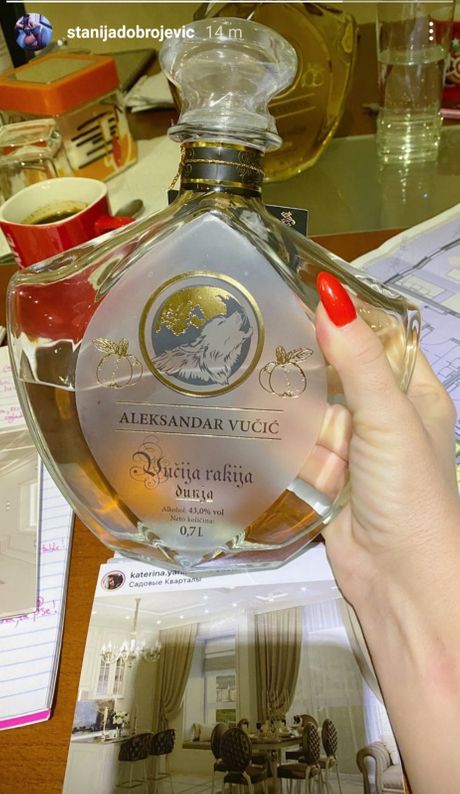 stanijadobrojevic 14 m
ALEKSANDAR VUČIĆ
Vučija rakija
dunja
Alkohol: 43,0% vol
Neto količina:
0,7 L
katerina.yan
Садовые Кварталы